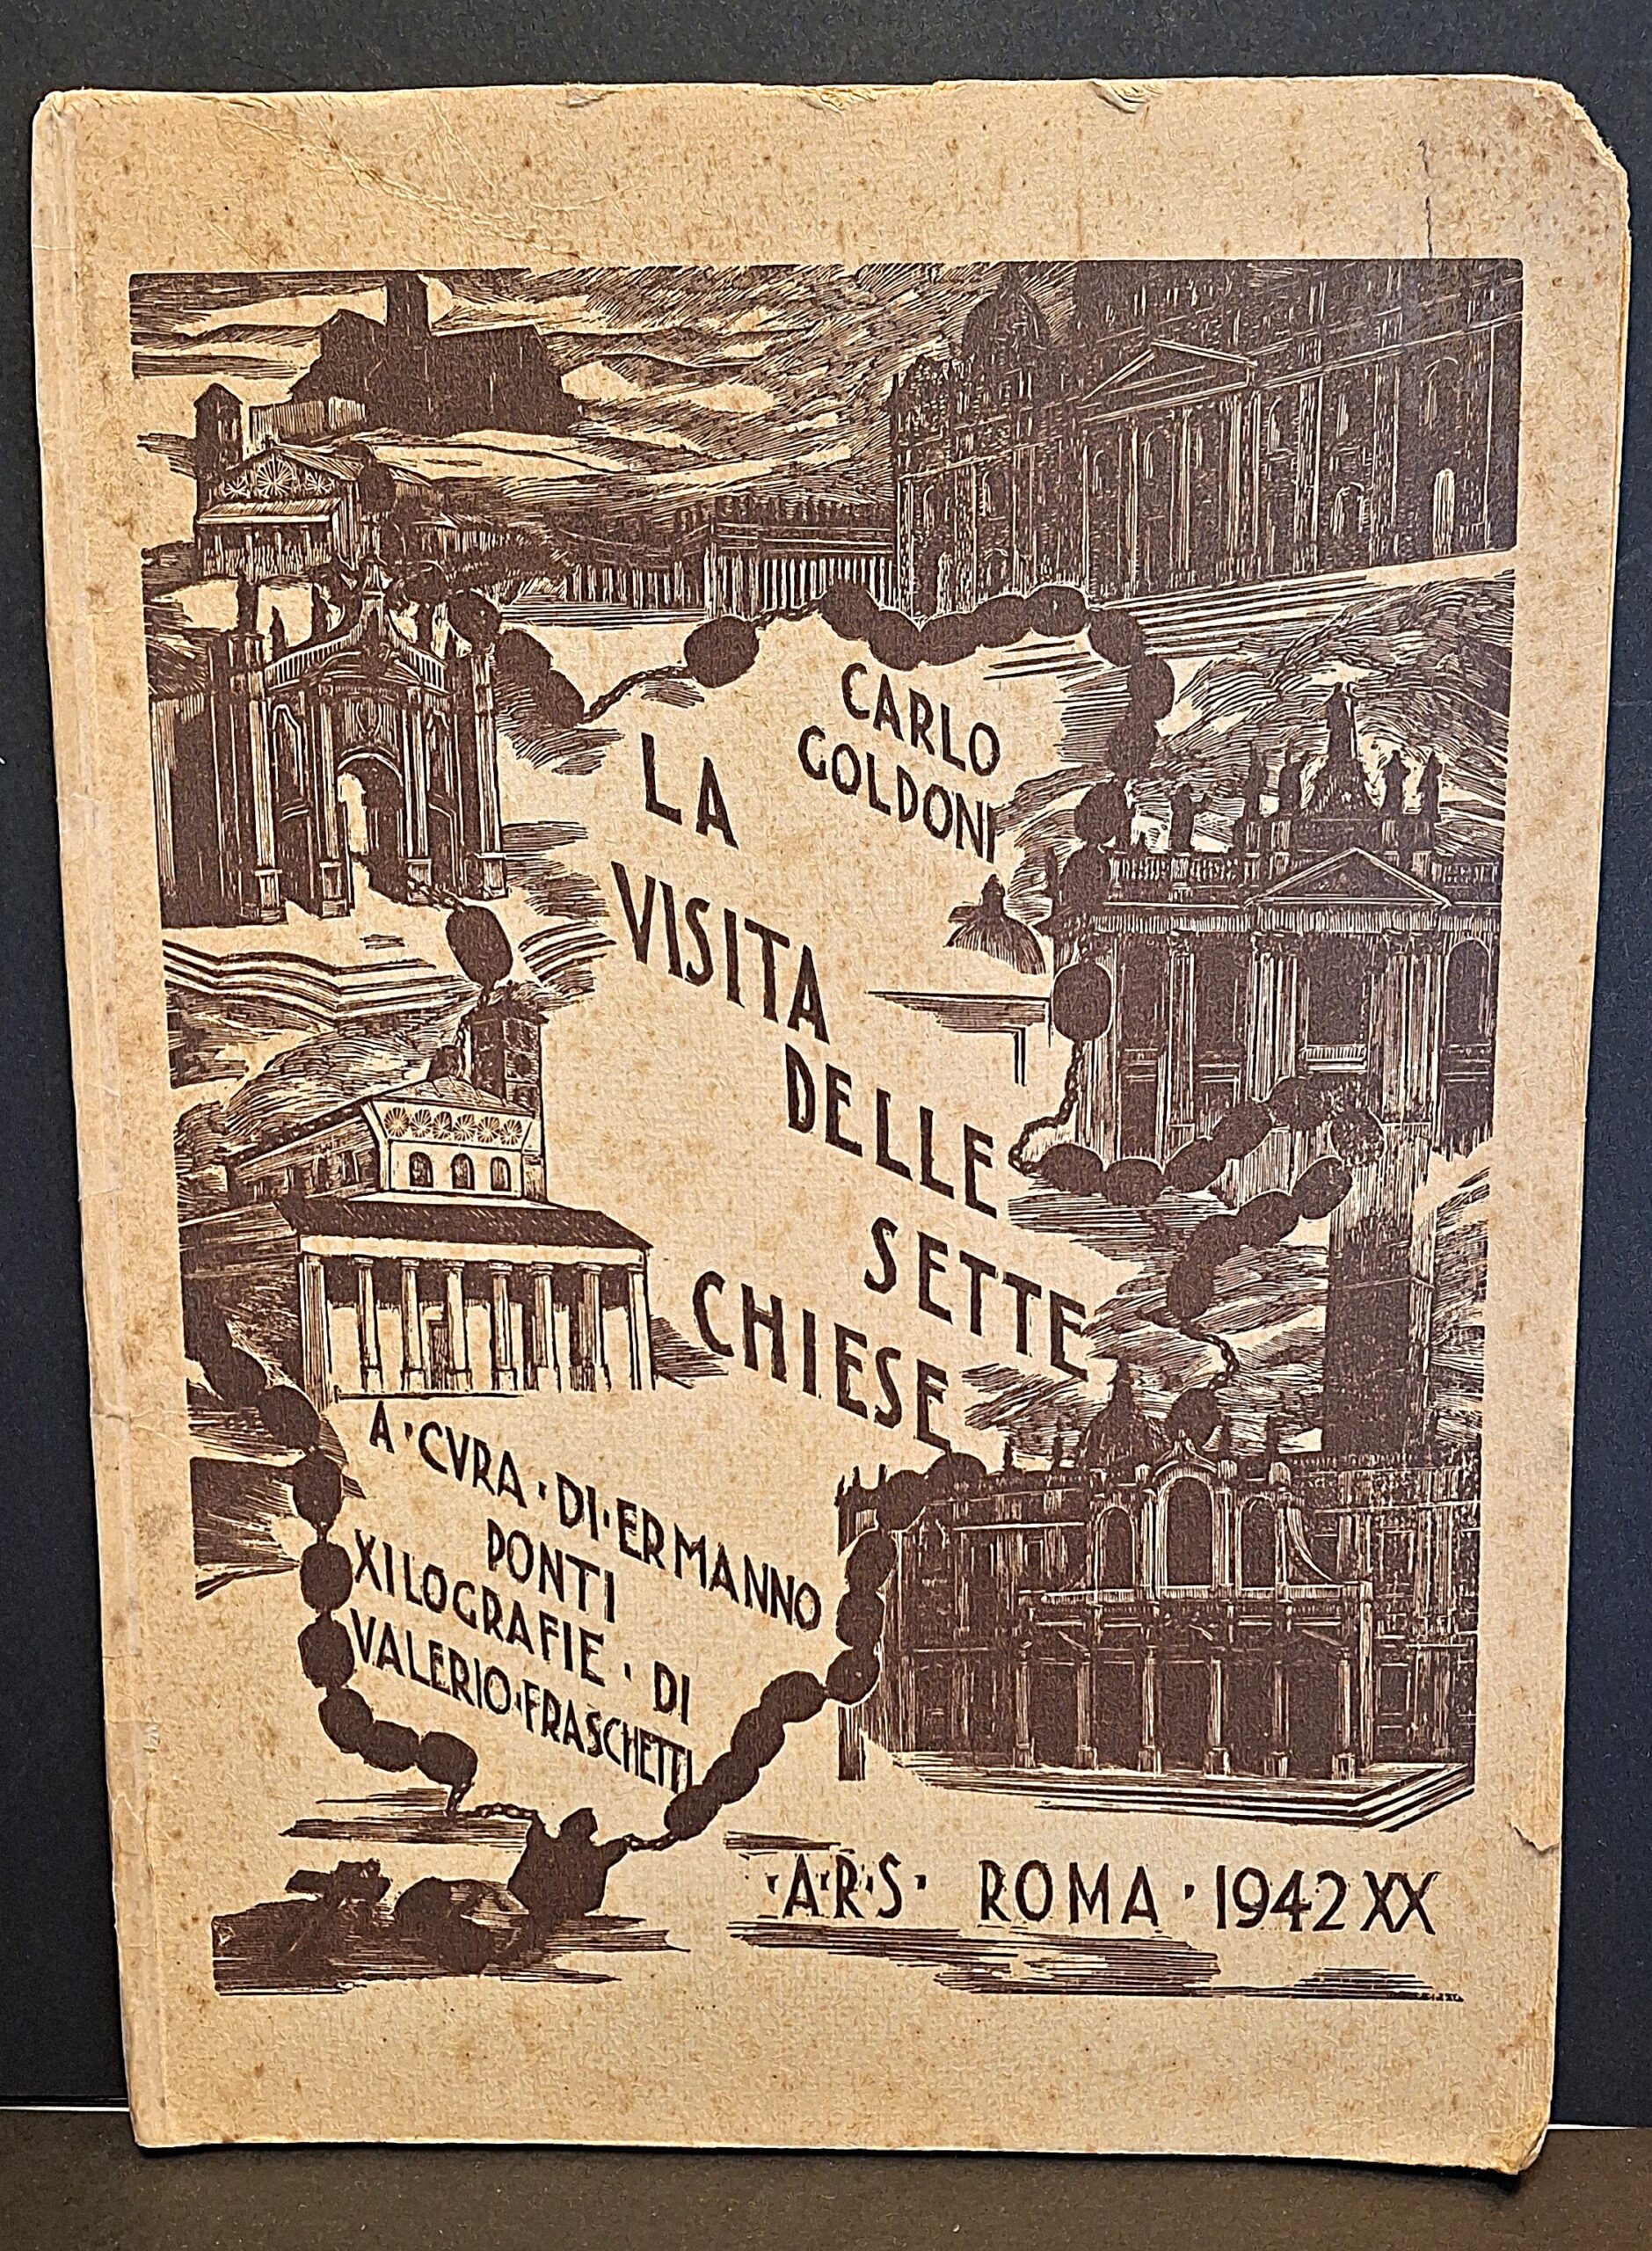 CARLO
GOLDONI
LA
VISITA
DELLE
SETTE
CHIESE
A · CVRA · DI · ERMANNO
PONTI
XILOGRAFIE · DI
VALERIO · FRASCHETTI
· A·R·S · ROMA · 1942 XX